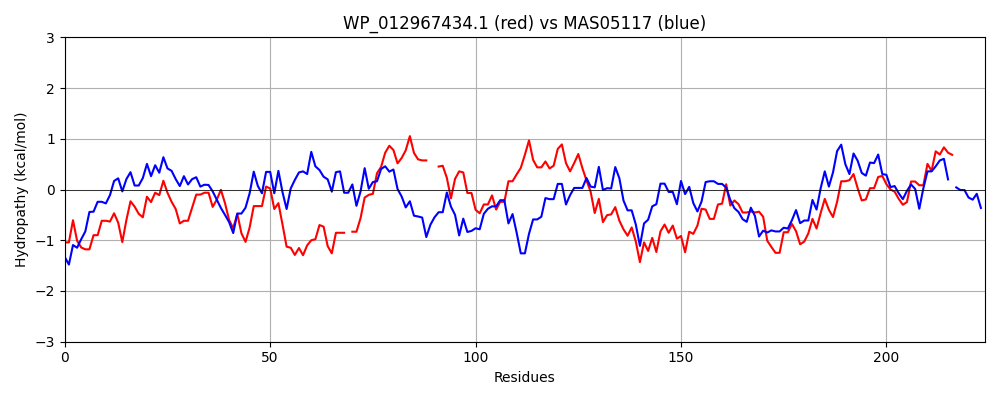 WP_012967434.1 (red) vs MAS05117 (blue)
Hydropathy (kcal/mol)
3
2
1
0
−1
−2
−3
0 50 100 150 200
Residues